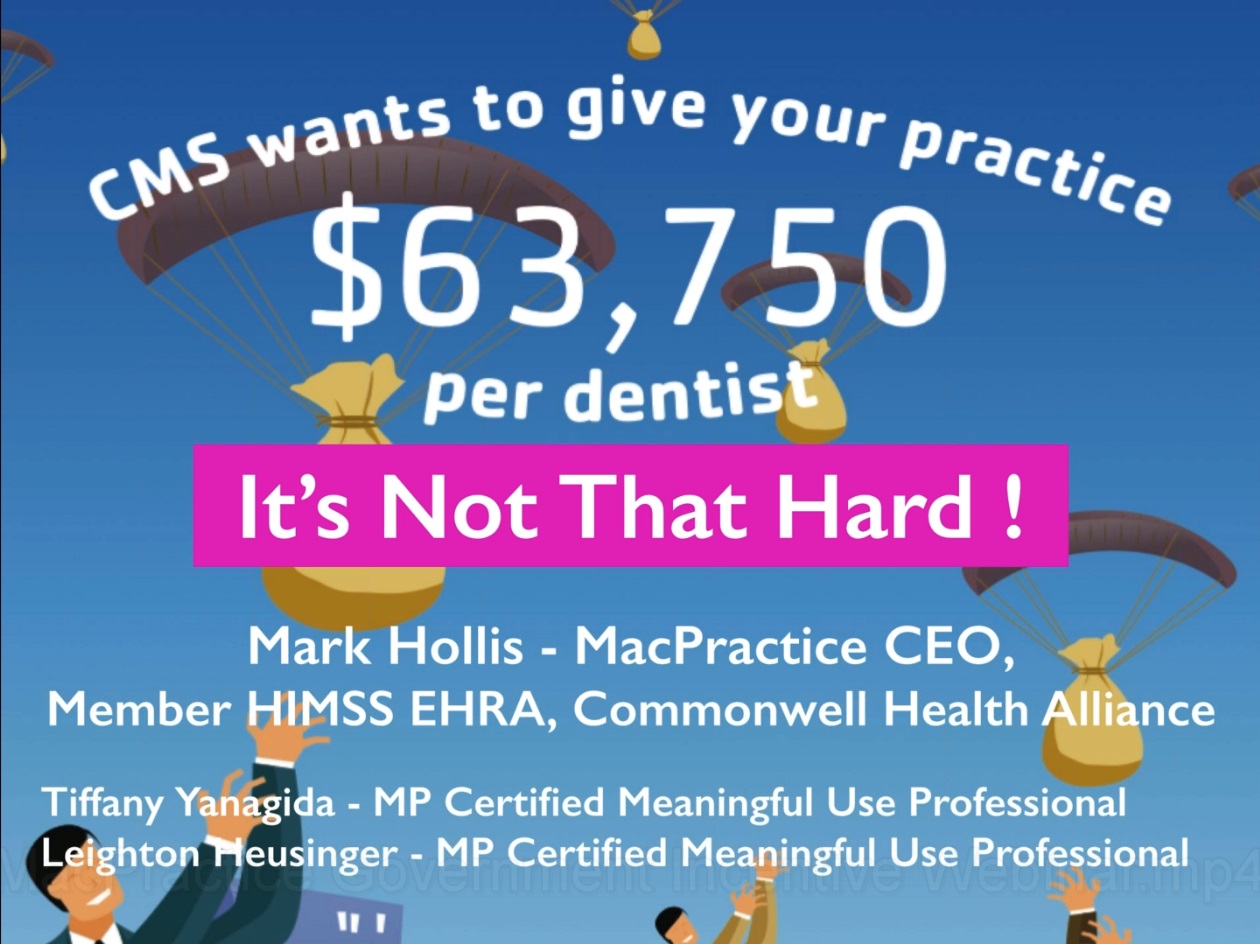 CMS wants to give your practice
$63,750
per dentist
It's Not That Hard !
Mark Hollis - MacPractice CEO,
Member HIMSS EHRA, Commonwell Health Alliance
Tiffany Yanagida - MP Certified Meaningful Use Professional
Leighton Heusinger - MP Certified Meaningful Use Professional
MacPractice Government Incentive Webinar.mp4